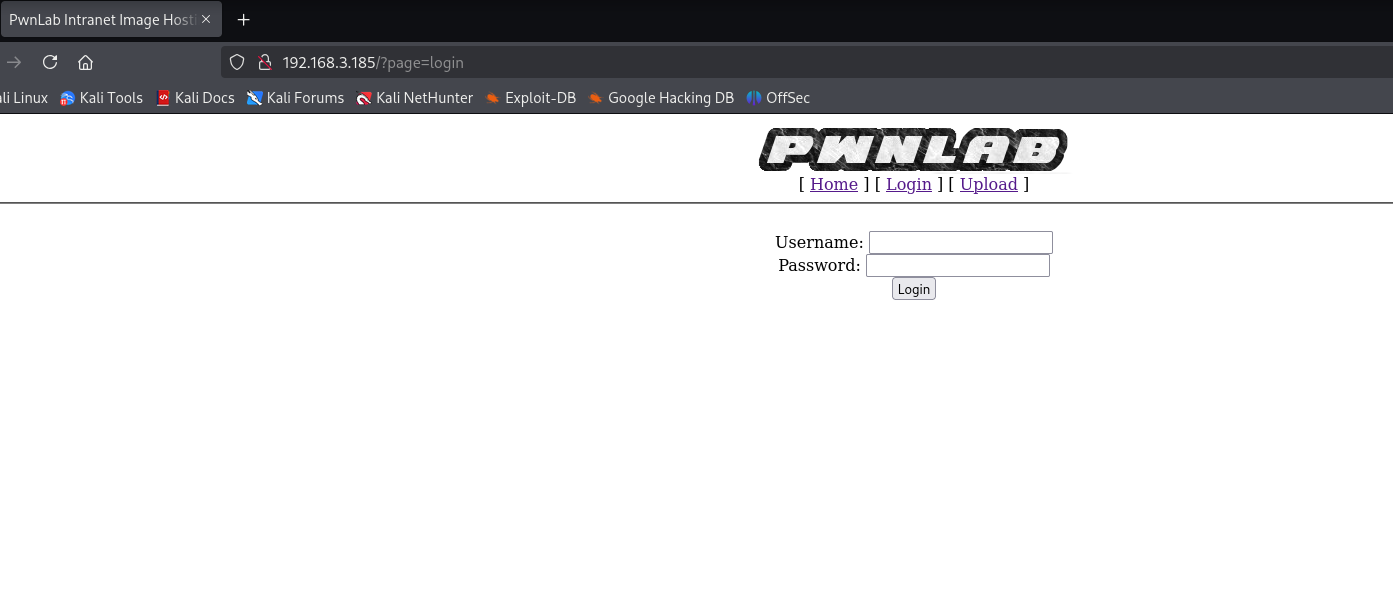 PwnLab Intranet Image Hosti
192.168.3.185/?page=login
ali Linux Kali Tools Kali Docs Kali Forums Kali NetHunter Exploit-DB Google Hacking DB OffSec
PWNLAB
[ Home ] [ Login ] [ Upload ]
Username:
Password:
Login